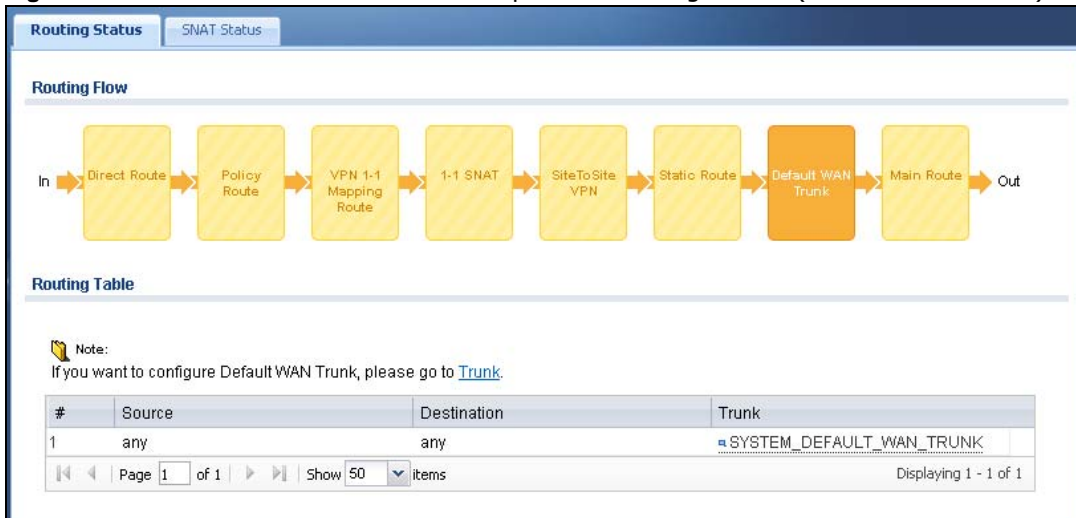 Routing Status SNAT Status
Routing Flow
In Direct Route Policy Route VPN 1-1 Mapping Route 1-1 SNAT SiteToSite VPN Static Route Default WAN Trunk Main Route Out
Routing Table
Note:
If you want to configure Default WAN Trunk, please go to Trunk.
# Source Destination Trunk
1 any any SYSTEM_DEFAULT_WAN_TRUNK
Page 1 of 1 Show 50 items Displaying 1 - 1 of 1